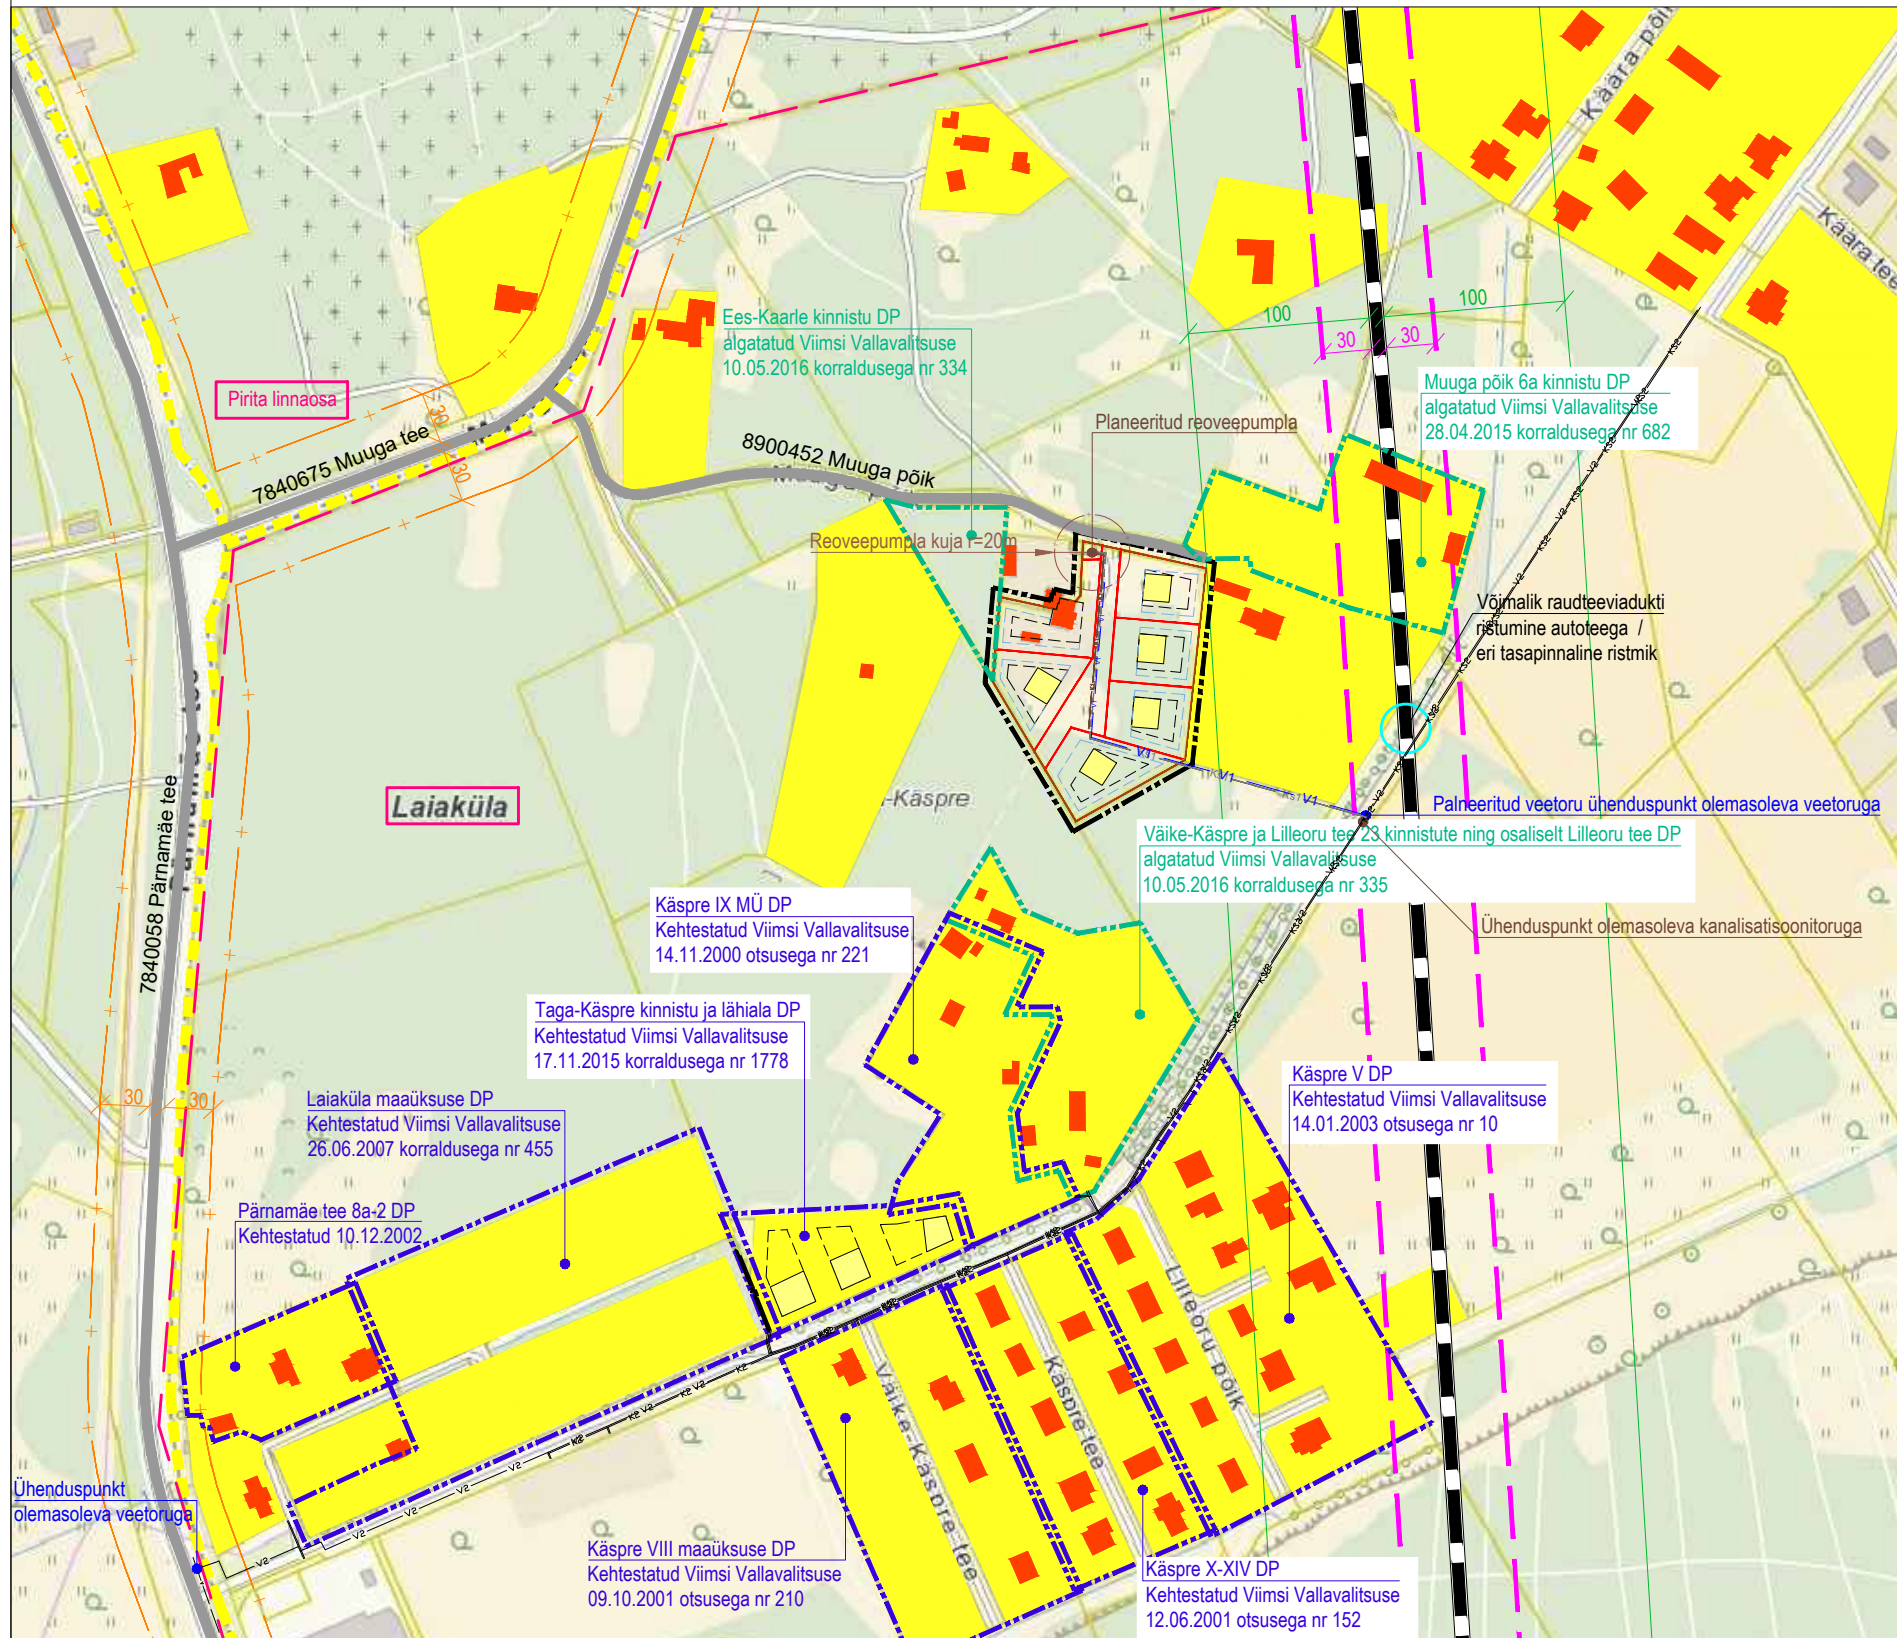 Käära põik
Käära tee
100
100
30
30
Ees-Kaarle kinnistu DP
algatatud Viimsi Vallavalitsuse
10.05.2016 korraldusega nr 334
Pirita linnaosa
30
30
7840675 Muuga tee
Muuga põik 6a kinnistu DP
algatatud Viimsi Vallavalitsuse
28.04.2015 korraldusega nr 682
Planeeritud reoveepumpla
8900452 Muuga põik
Reoveepumpla kuja r=20m
Võimalik raudteeviadukti
ristumine autoteega /
eri tasapinnaline ristmik
Laiaküla
-Käspre
V1
V1
V1
Palneeritud veetoru ühenduspunkt olemasoleva veetoruga
7840058 Pärnamäe tee
Väike-Käspre ja Lilleoru tee 23 kinnistute ning osaliselt Lilleoru tee DP
algatatud Viimsi Vallavalitsuse
10.05.2016 korraldusega nr 335
Käspre IX MÜ DP
Kehtestatud Viimsi Vallavalitsuse
14.11.2000 otsusega nr 221
Ühenduspunkt olemasoleva kanalisatisoonitoruga
Taga-Käspre kinnistu ja lähiala DP
Kehtestatud Viimsi Vallavalitsuse
17.11.2015 korraldusega nr 1778
30
30
Laiaküla maaüksuse DP
Kehtestatud Viimsi Vallavalitsuse
26.06.2007 korraldusega nr 455
Käspre V DP
Kehtestatud Viimsi Vallavalitsuse
14.01.2003 otsusega nr 10
Pärnamäe tee 8a-2 DP
Kehtestatud 10.12.2002
Lilleoru põik
Käspre tee
Väike-Käspre tee
Ühenduspunkt
olemasoleva veetoruga
Käspre VIII maaüksuse DP
Kehtestatud Viimsi Vallavalitsuse
09.10.2001 otsusega nr 210
Käspre X-XIV DP
Kehtestatud Viimsi Vallavalitsuse
12.06.2001 otsusega nr 152